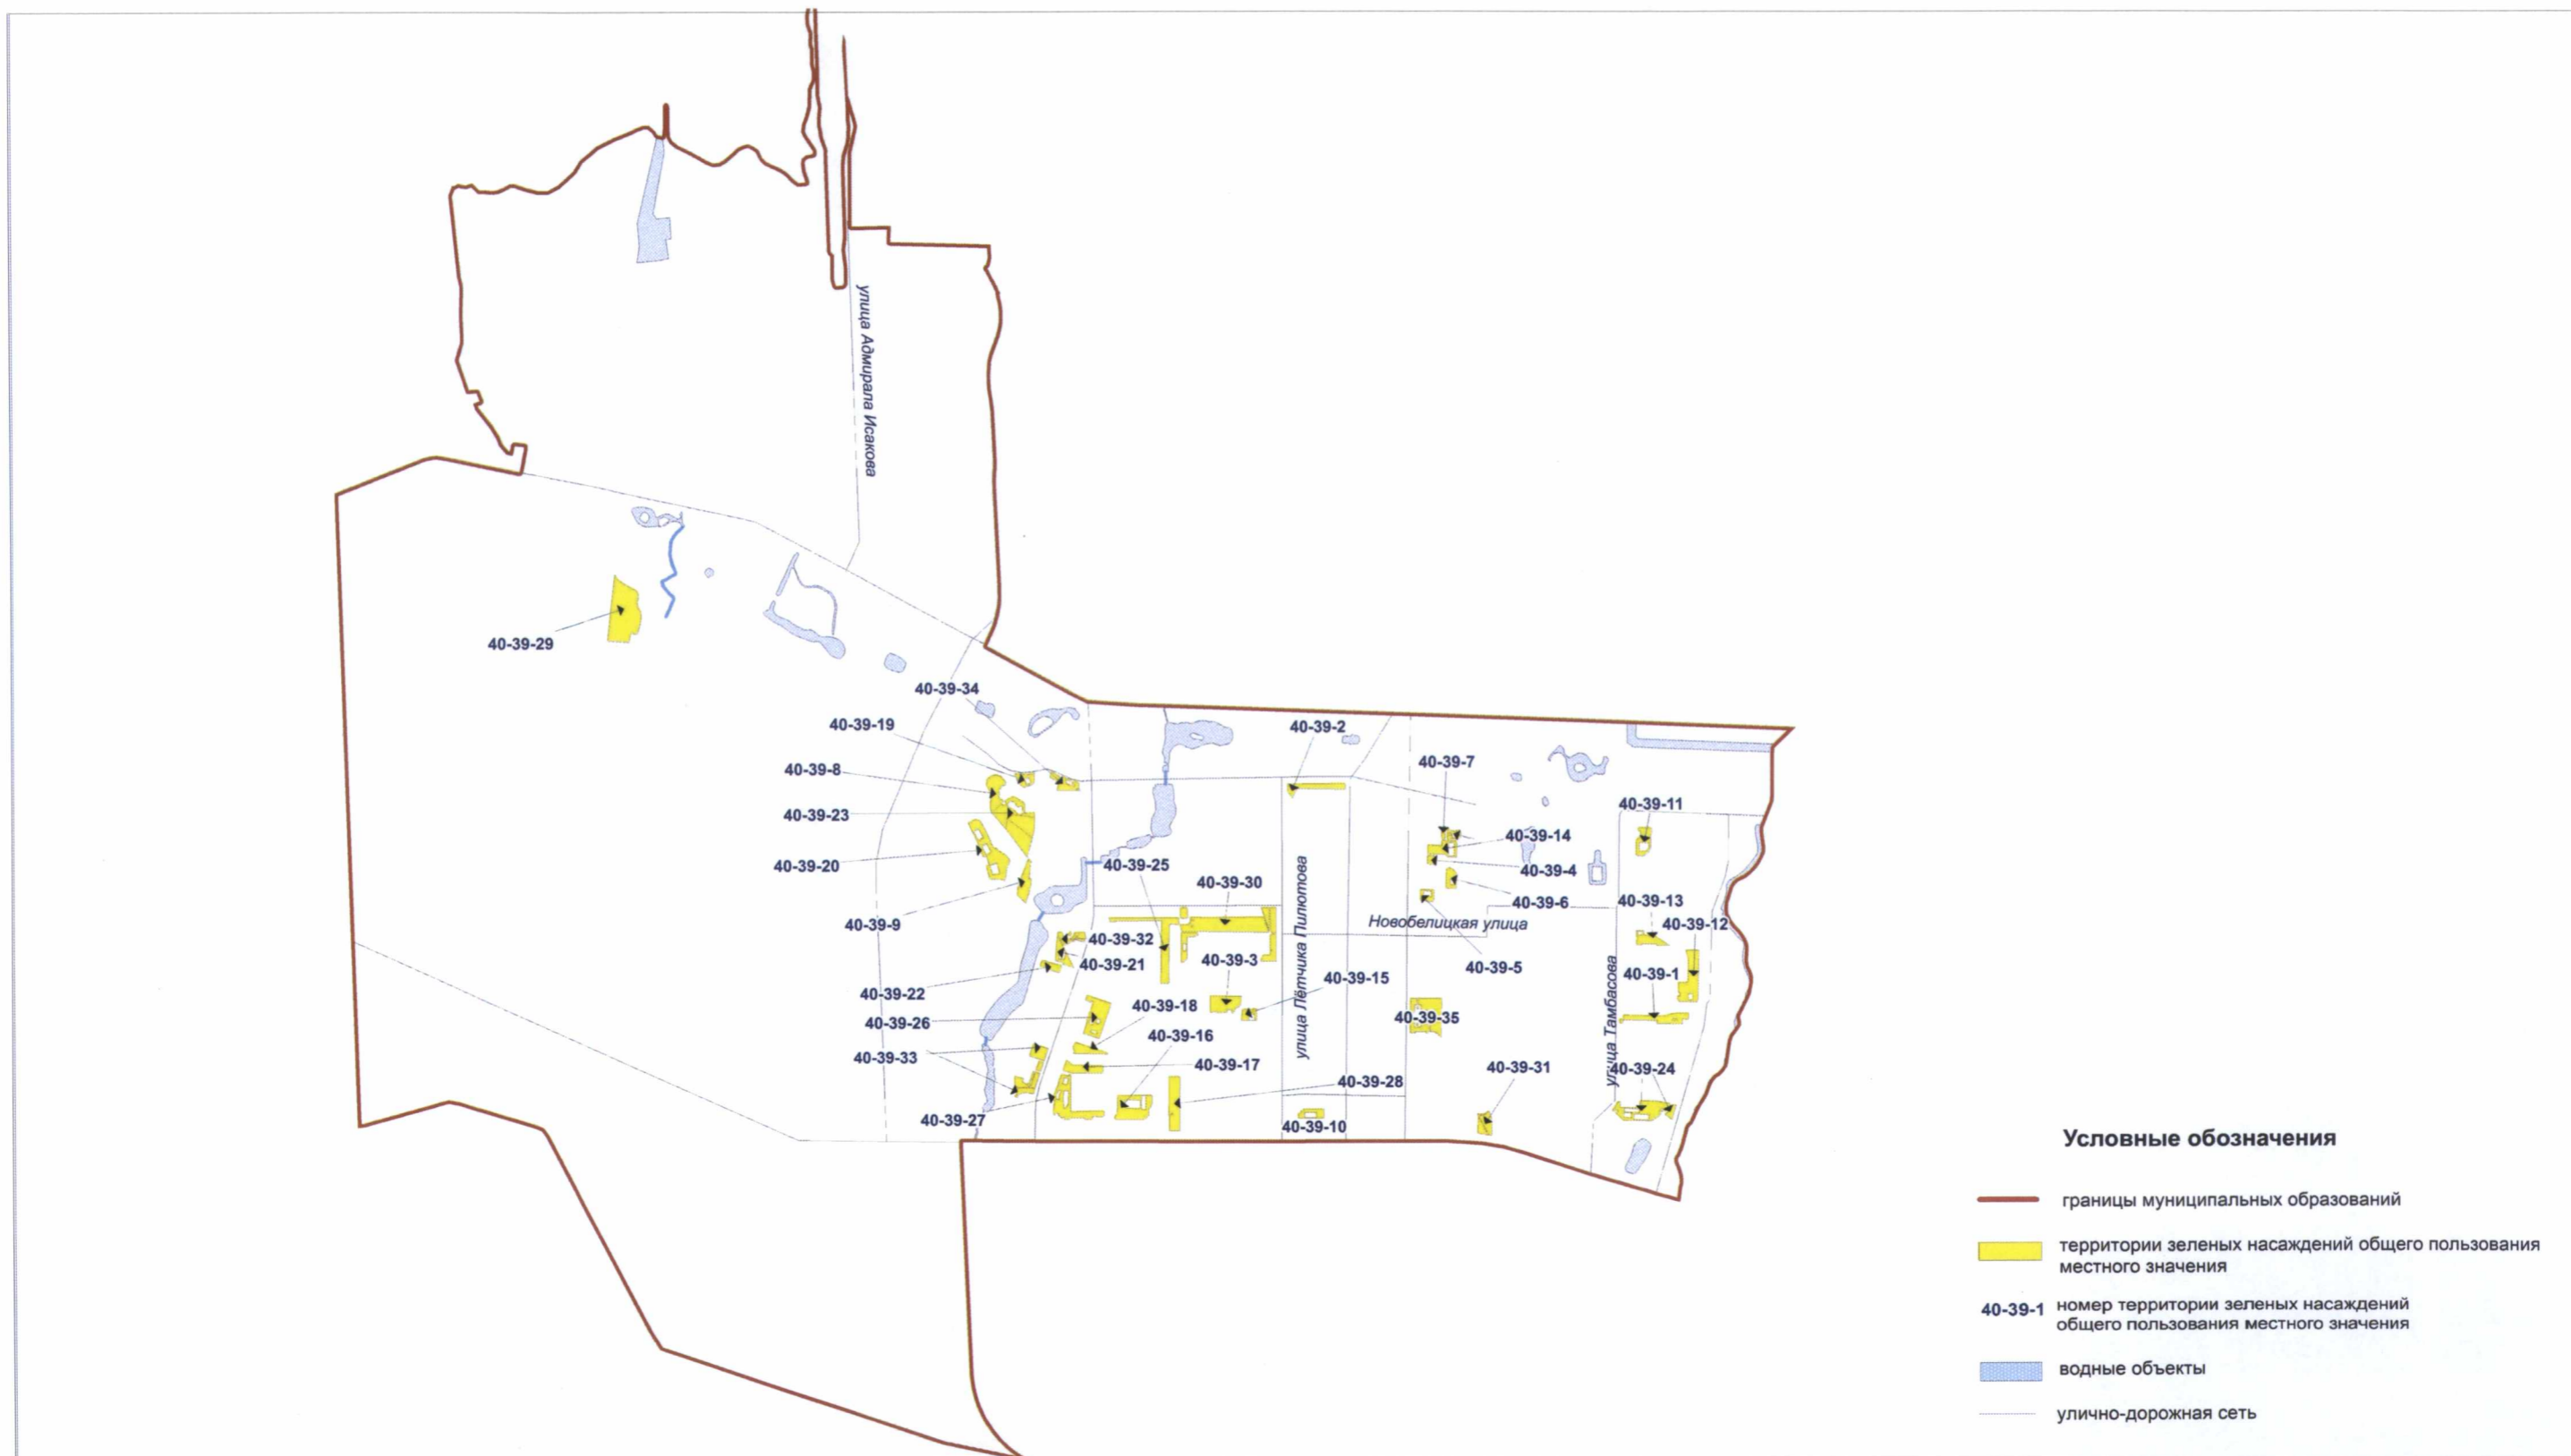 улица Адмирала Исакова
40-39-29
40-39-34
40-39-19
40-39-2
40-39-7
40-39-8
40-39-11
40-39-23
40-39-14
40-39-20
40-39-25
40-39-4
40-39-30
улица Лётчика Пилютова
40-39-6
40-39-13
40-39-9
Новобелицкая улица
40-39-12
40-39-32
40-39-21
40-39-3
40-39-5
40-39-1
40-39-15
40-39-22
40-39-18
улица Тамбасова
40-39-26
40-39-35
40-39-16
40-39-33
40-39-17
40-39-31
40-39-24
40-39-28
40-39-27
40-39-10
Условные обозначения
границы муниципальных образований
территории зеленых насаждений общего пользования
местного значения
40-39-1 номер территории зеленых насаждений
общего пользования местного значения
водные объекты
улично-дорожная сеть